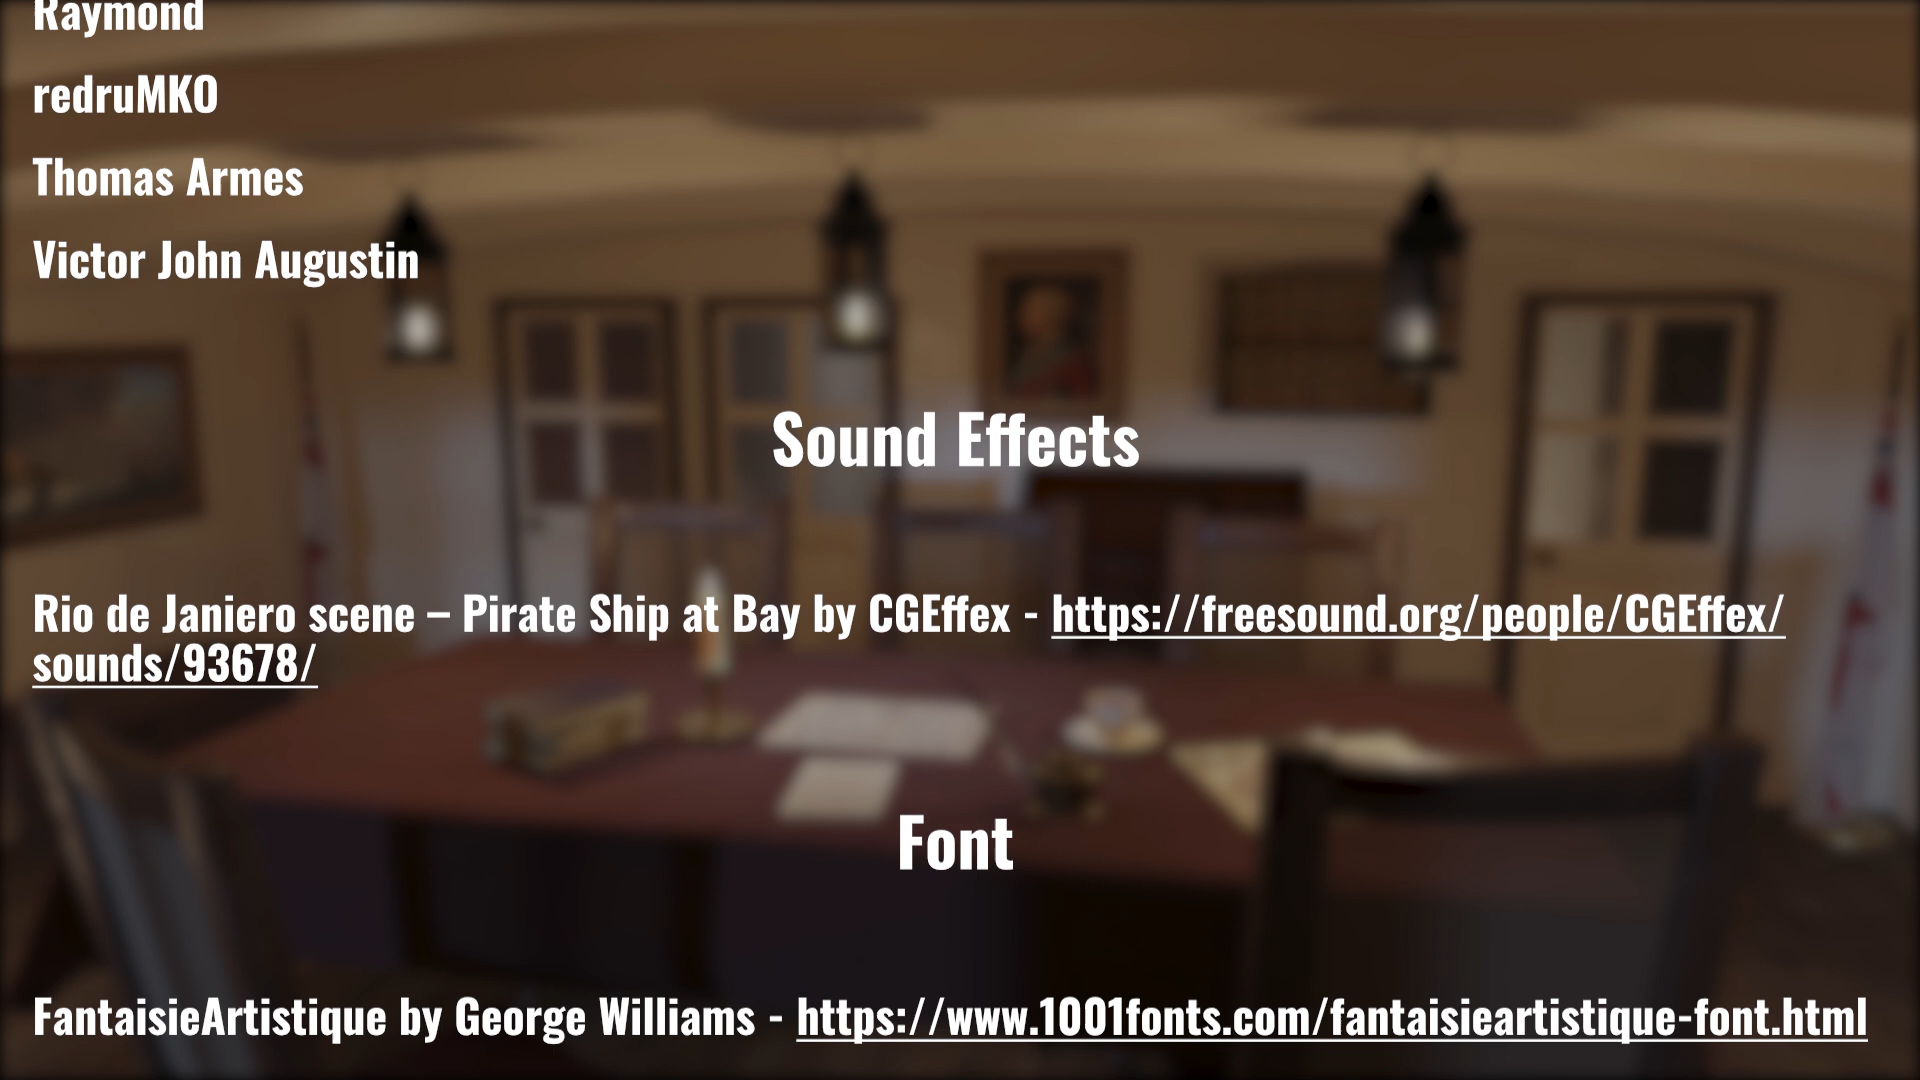 Raymond
redruMKO
Thomas Armes
Victor John Augustin
Sound Effects
Rio de Janiero scene – Pirate Ship at Bay by CGEffex - https://freesound.org/people/CGEffex/
sounds/93678/
Font
FantaisieArtistique by George Williams - https://www.1001fonts.com/fantaisieartistique-font.html